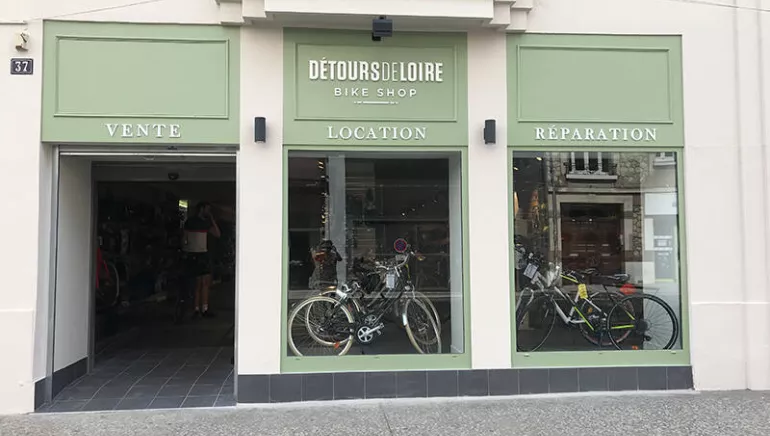 37
DÉTOURSDELOIRE
BIKE SHOP
VENTE
LOCATION
RÉPARATION